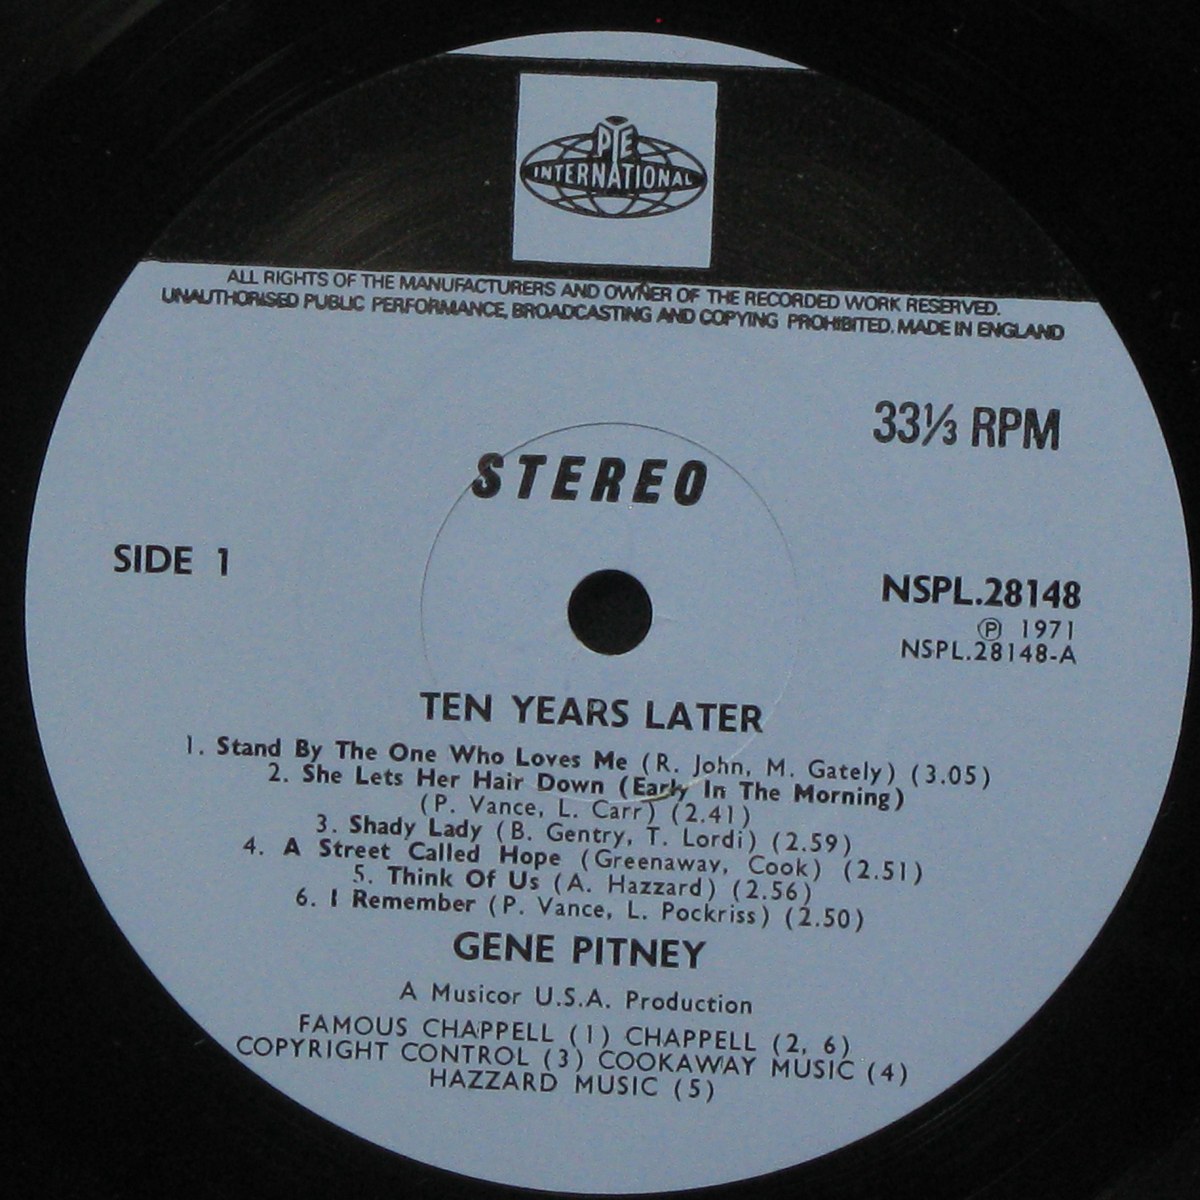 PYE
INTERNATIONAL
ALL RIGHTS OF THE MANUFACTURERS AND OWNER OF THE RECORDED WORK RESERVED.
UNAUTHORISED PUBLIC PERFORMANCE, BROADCASTING AND COPYING PROHIBITED. MADE IN ENGLAND
33⅓ RPM
STEREO
SIDE 1
NSPL.28148
Ⓟ 1971
NSPL.28148-A
TEN YEARS LATER
1. Stand By The One Who Loves Me (R. John, M. Gately) (3.05)
2. She Lets Her Hair Down (Early In The Morning)
(P. Vance, L. Carr) (2.41)
3. Shady Lady (B. Gentry, T. Lordi) (2.59)
4. A Street Called Hope (Greenaway, Cook) (2.51)
5. Think Of Us (A. Hazzard) (2.56)
6. I Remember (P. Vance, L. Pockriss) (2.50)
GENE PITNEY
A Musicor U.S.A. Production
FAMOUS CHAPPELL (1) CHAPPELL (2, 6)
COPYRIGHT CONTROL (3) COOKAWAY MUSIC (4)
HAZZARD MUSIC (5)